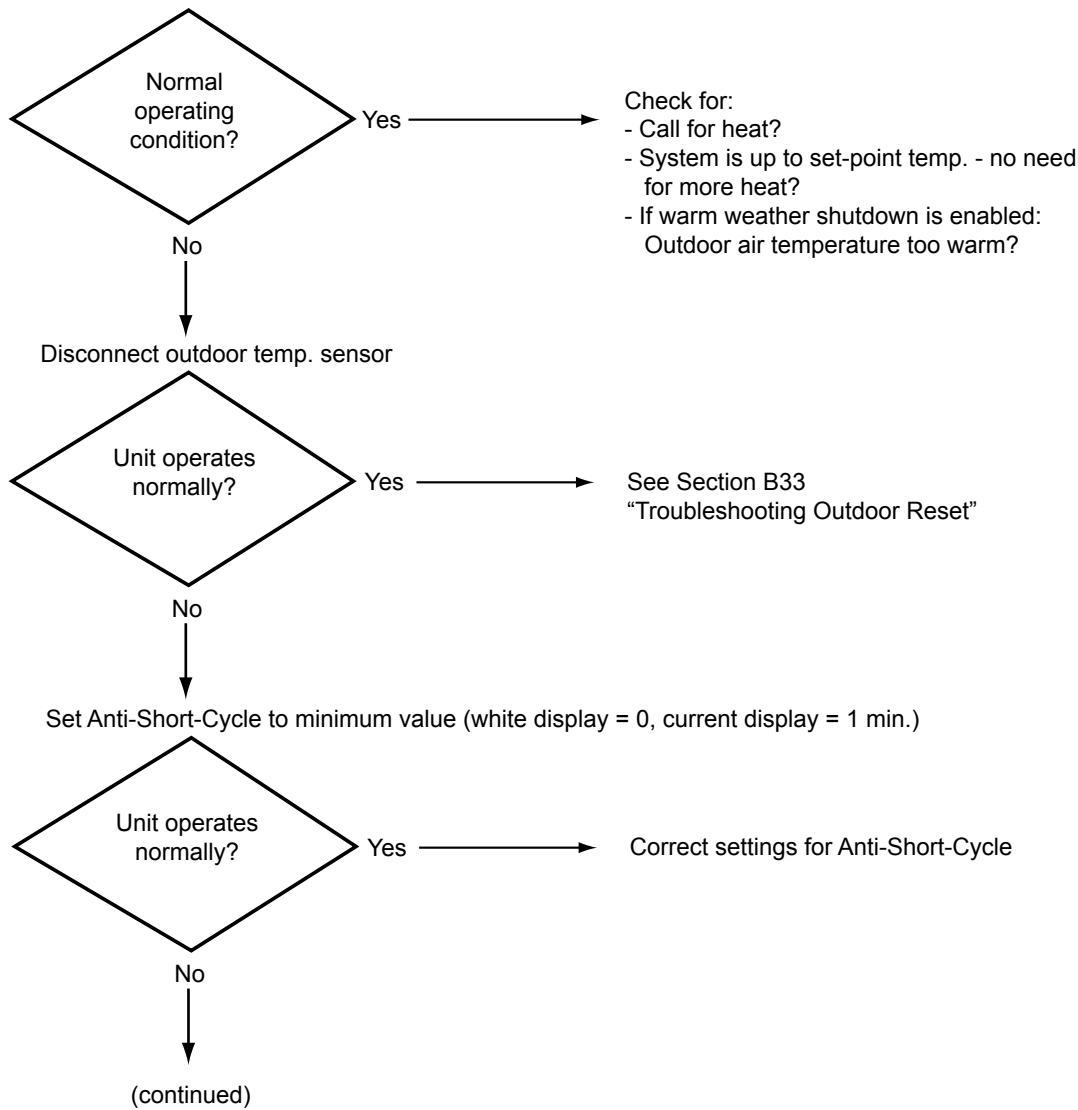 Normal
operating
condition?
Yes
Check for:
- Call for heat?
- System is up to set-point temp. - no need
for more heat?
- If warm weather shutdown is enabled:
Outdoor air temperature too warm?
No
Disconnect outdoor temp. sensor
Unit operates
normally?
Yes
See Section B33
“Troubleshooting Outdoor Reset”
No
Set Anti-Short-Cycle to minimum value (white display = 0, current display = 1 min.)
Unit operates
normally?
Yes
Correct settings for Anti-Short-Cycle
No
(continued)